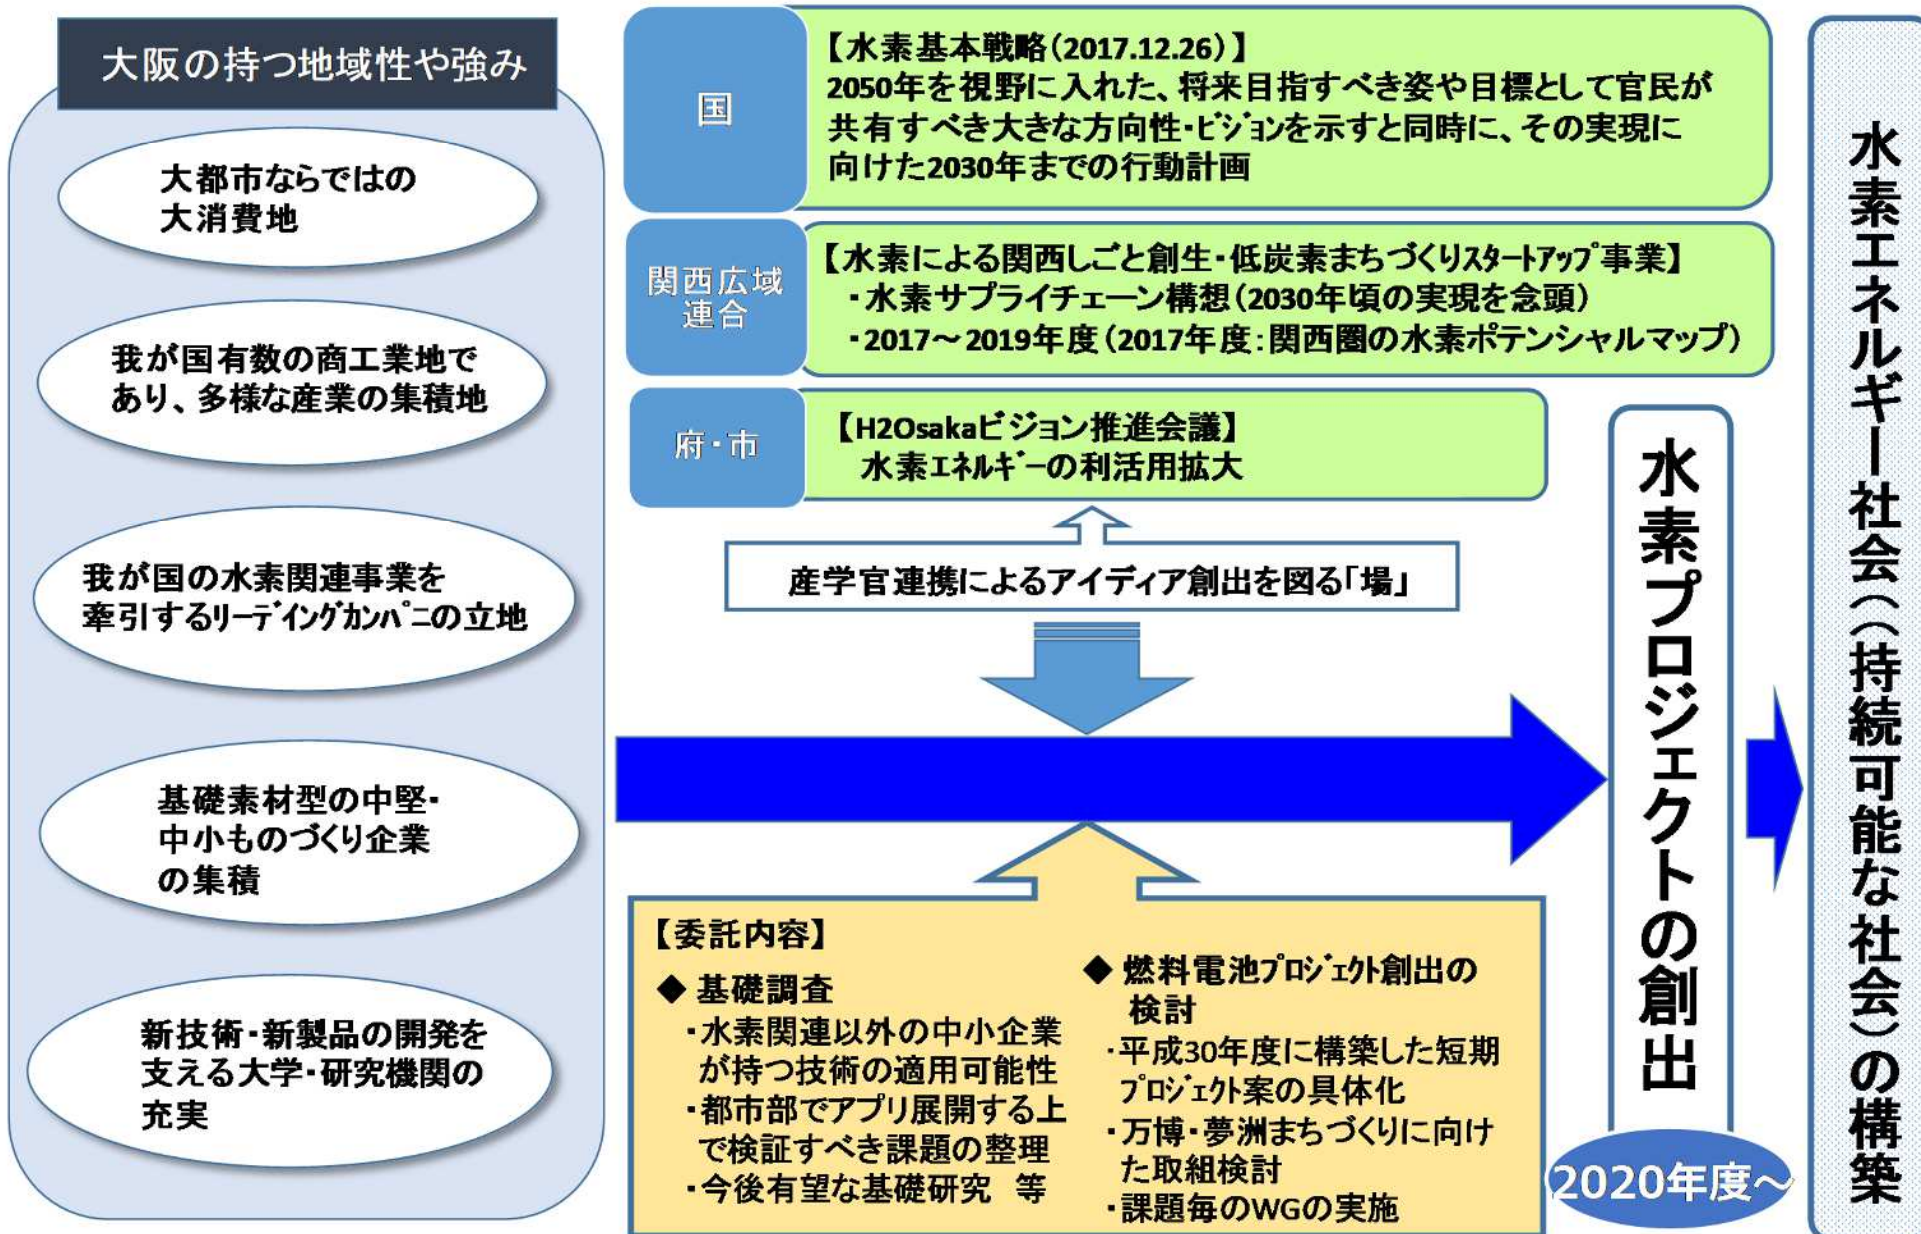 大阪の持つ地域性や強み
大都市ならではの
大消費地
我が国有数の商工業地で
あり、多様な産業の集積地
我が国の水素関連事業を
牽引するﾘｰﾃﾞｨﾝｸﾞｶﾝﾊﾟﾆの立地
基礎素材型の中堅・
中小ものづくり企業
の集積
新技術・新製品の開発を
支える大学・研究機関の
充実
国
【水素基本戦略(2017.12.26)】
2050年を視野に入れた、将来目指すべき姿や目標として官民が
共有すべき大きな方向性・ﾋﾞｼﾞｮﾝを示すと同時に、その実現に
向けた2030年までの行動計画
関西広域
連合
【水素による関西しごと創生・低炭素まちづくりｽﾀｰﾄｱｯﾌﾟ事業】
・水素サプライチェーン構想(2030年頃の実現を念頭)
・2017～2019年度(2017年度:関西圏の水素ポテンシャルマップ)
府・市
【H2Osakaビジョン推進会議】
水素ｴﾈﾙｷﾞｰの利活用拡大
産学官連携によるアイディア創出を図る「場」
【委託内容】
◆ 基礎調査
・水素関連以外の中小企業
が持つ技術の適用可能性
・都市部でアプリ展開する上
で検証すべき課題の整理
・今後有望な基礎研究　等
◆ 燃料電池ﾌﾟﾛｼﾞｪｸﾄ創出の
検討
・平成30年度に構築した短期
ﾌﾟﾛｼﾞｪｸﾄ案の具体化
・万博・夢洲まちづくりに向け
た取組検討
・課題毎のWGの実施
水素プロジェクトの創出
2020年度～
水素エネルギー社会((持続可能な社会)の構築